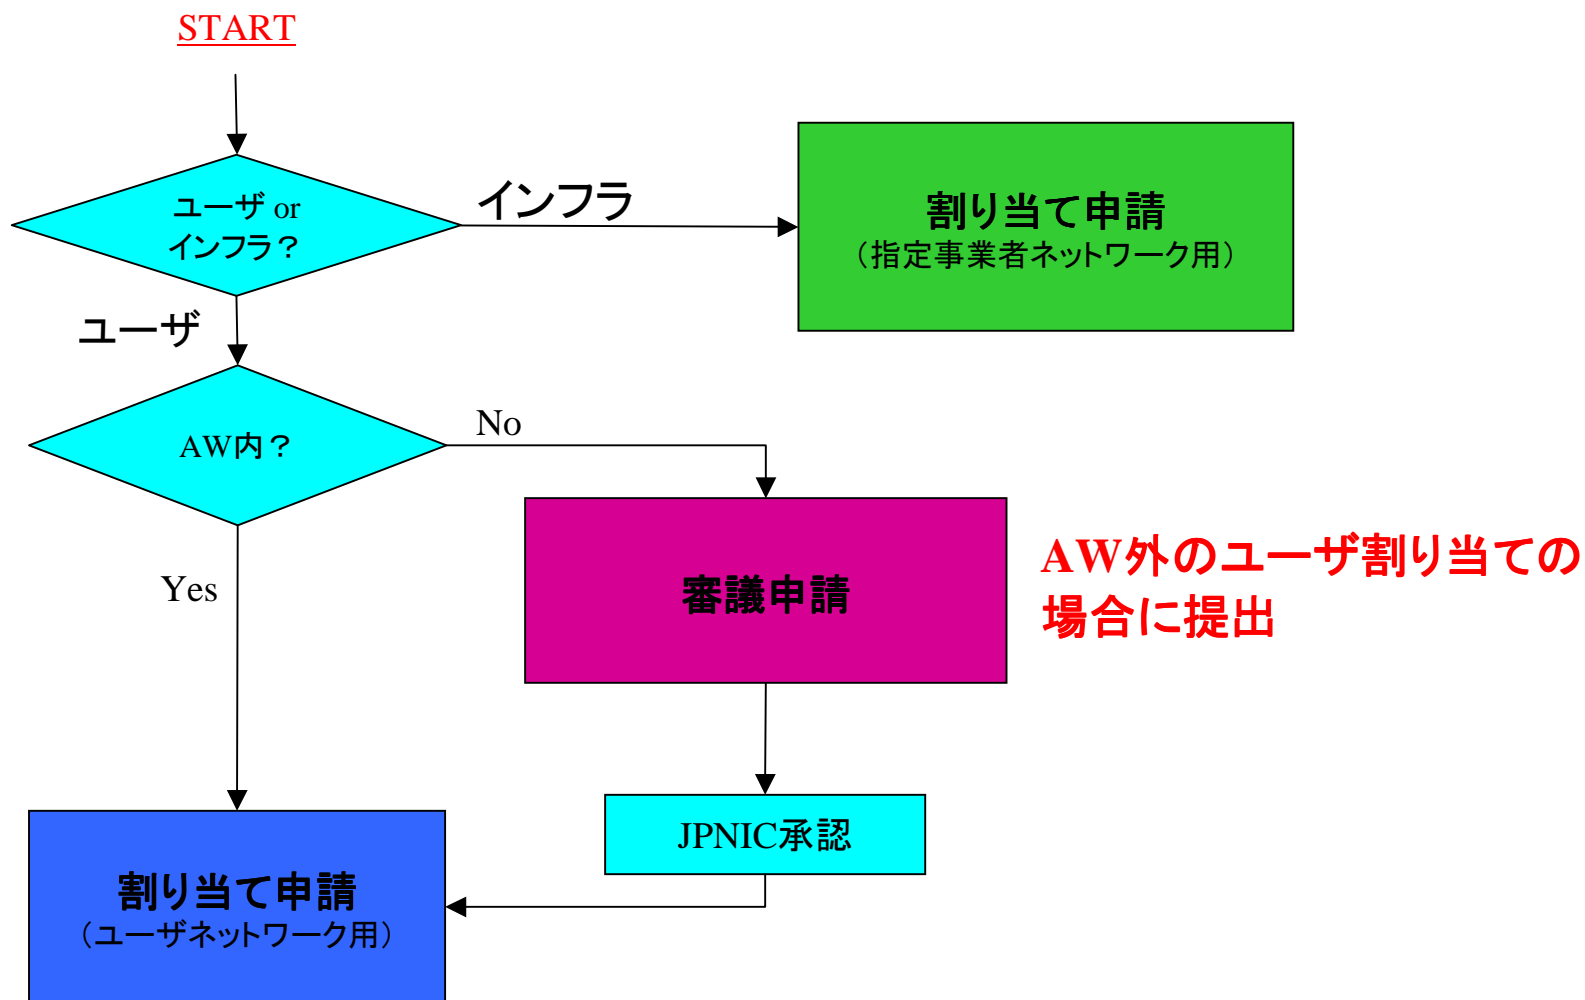 START
ユーザ or
インフラ？
インフラ
割り当て申請
（指定事業者ネットワーク用）
ユーザ
AW内？
No
Yes
審議申請
AW外のユーザ割り当ての
場合に提出
JPNIC承認
割り当て申請
（ユーザネットワーク用）